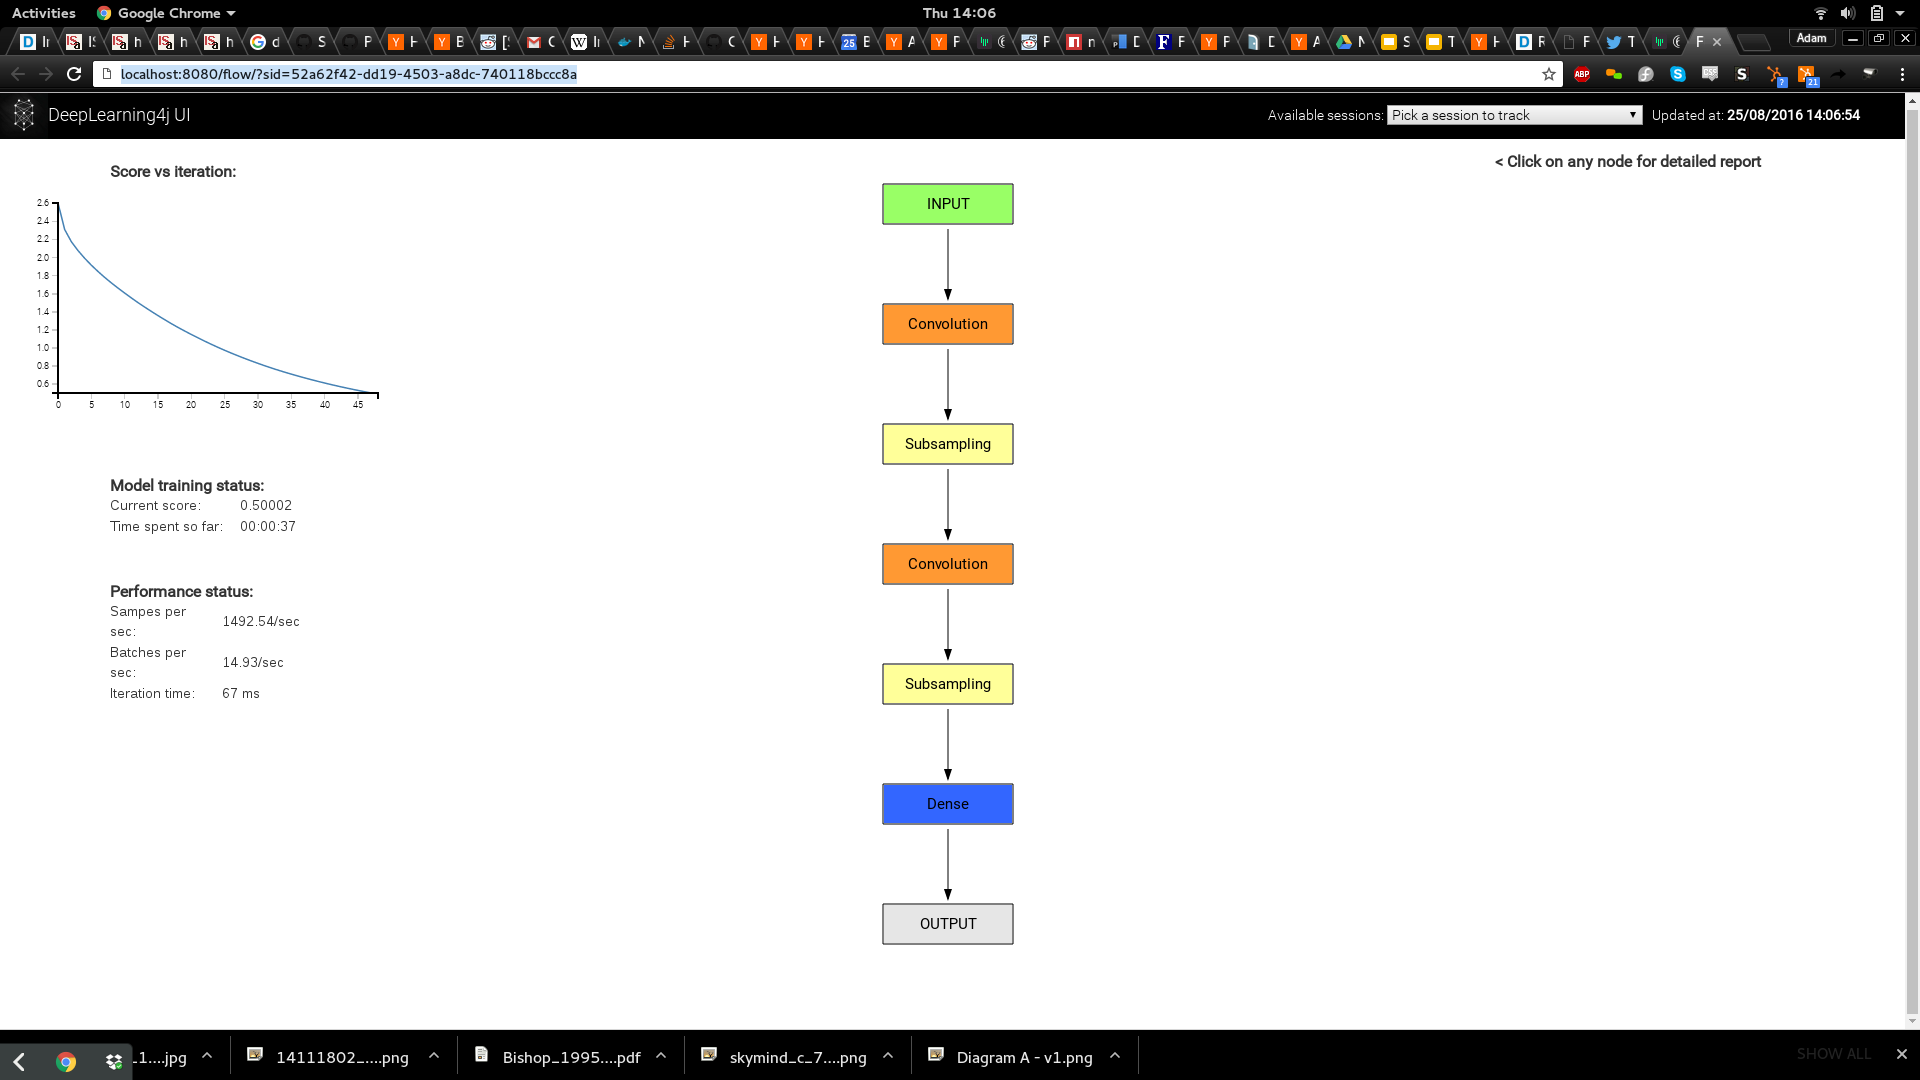 Activities Google Chrome Thu 14:06
Adam
localhost:8080/flow/?sid=52a62f42-dd19-4503-a8dc-740118bccc8a
ABP 21
DeepLearning4j UI Available sessions: Pick a session to track Updated at: 25/08/2016 14:06:54
< Click on any node for detailed report
Score vs iteration:
2.6
2.4
2.2
2.0
1.8
1.6
1.4
1.2
1.0
0.8
0.6
0 5 10 15 20 25 30 35 40 45
Model training status:
Current score: 0.50002
Time spent so far: 00:00:37
Performance status:
Sampes per
sec: 1492.54/sec
Batches per
sec: 14.93/sec
Iteration time: 67 ms
INPUT
Convolution
Subsampling
Convolution
Subsampling
Dense
OUTPUT
_1....jpg 14111802_....png Bishop_1995....pdf skymind_c_7....png Diagram A - v1.png SHOW ALL